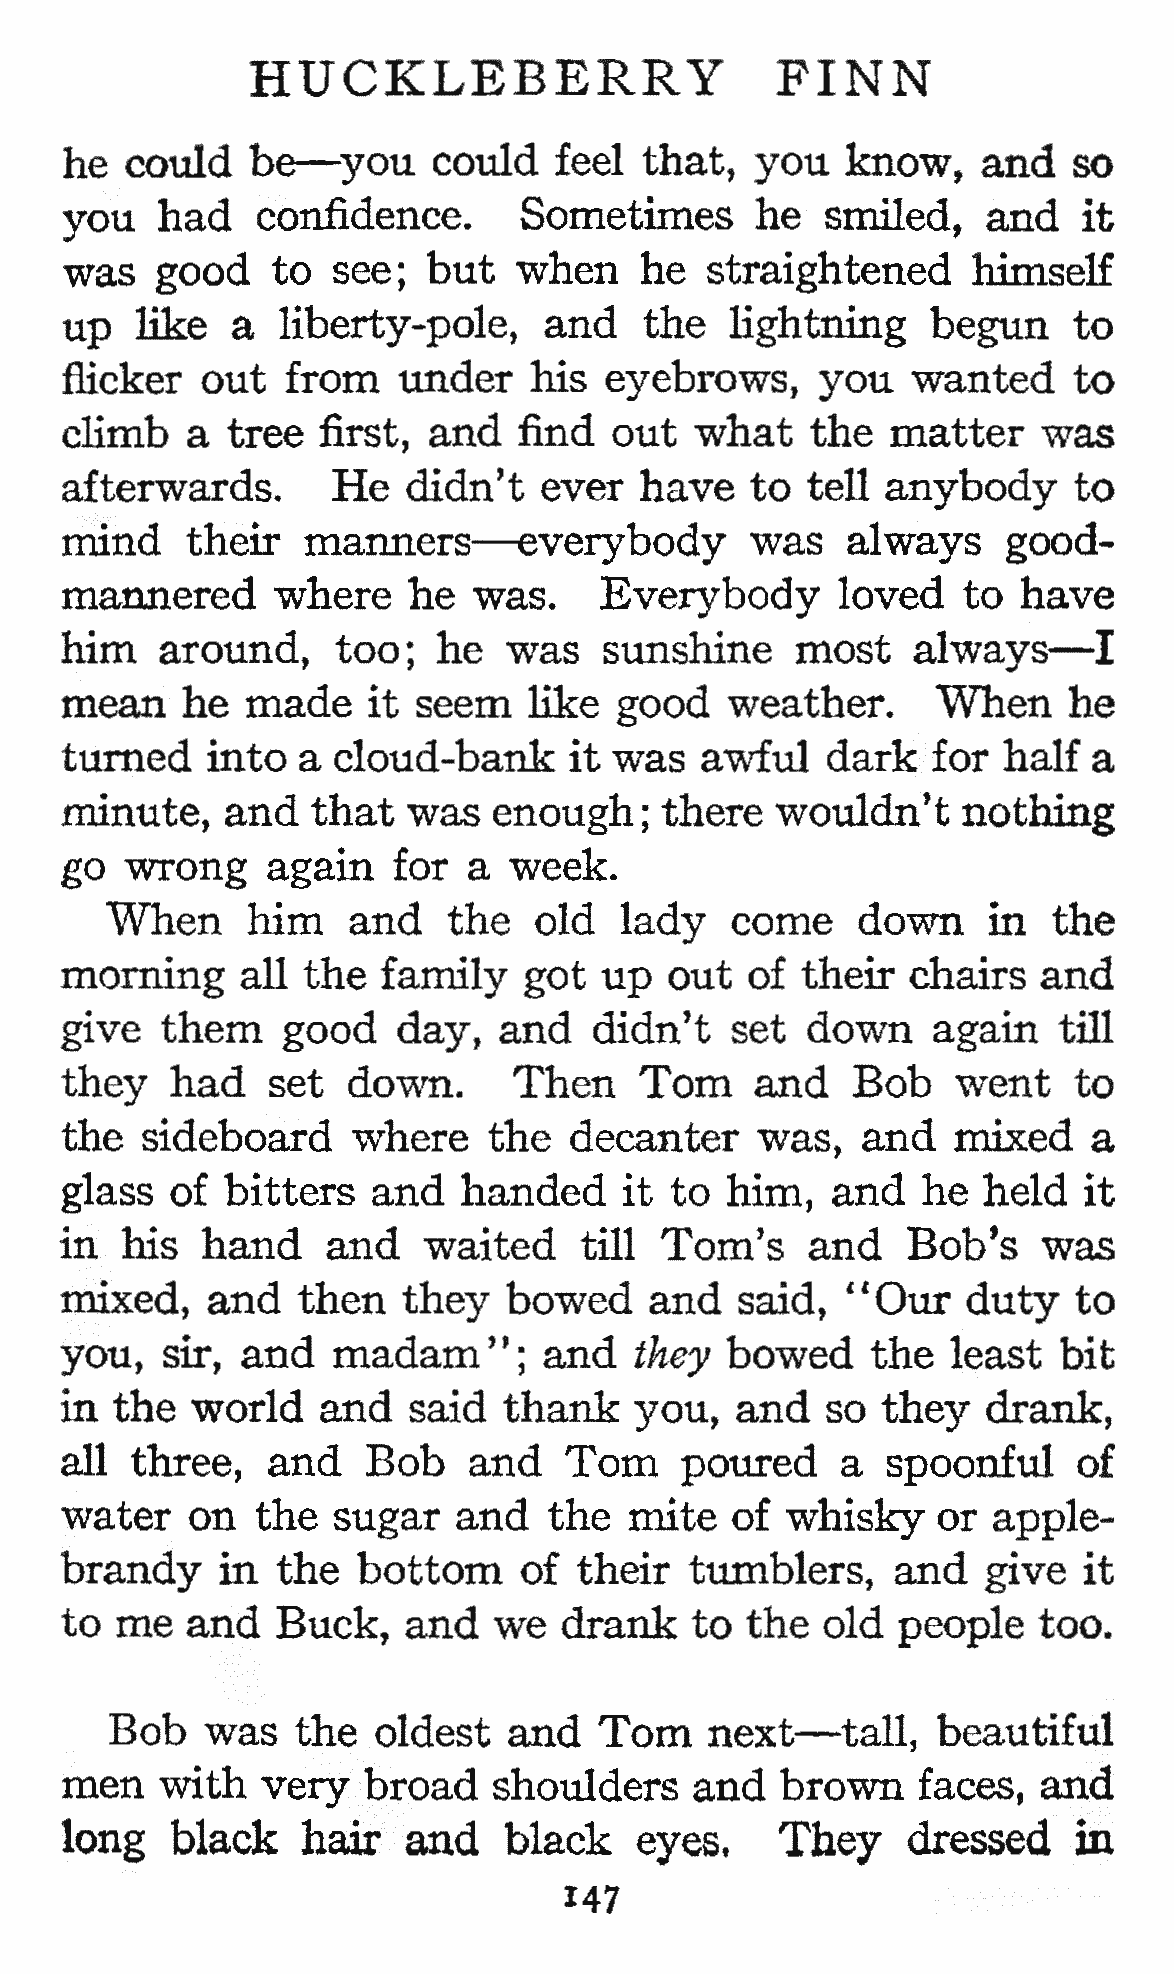 HUCKLEBERRY FINN
he could be—you could feel that, you know, and so
you had confidence. Sometimes he smiled, and it
was good to see; but when he straightened himself
up like a liberty-pole, and the lightning begun to
flicker out from under his eyebrows, you wanted to
climb a tree first, and find out what the matter was
afterwards. He didn't ever have to tell anybody to
mind their manners—everybody was always good-
mannered where he was. Everybody loved to have
him around, too; he was sunshine most always—I
mean he made it seem like good weather. When he
turned into a cloud-bank it was awful dark for half a
minute, and that was enough; there wouldn't nothing
go wrong again for a week.
When him and the old lady come down in the
morning all the family got up out of their chairs and
give them good day, and didn't set down again till
they had set down. Then Tom and Bob went to
the sideboard where the decanter was, and mixed a
glass of bitters and handed it to him, and he held it
in his hand and waited till Tom's and Bob's was
mixed, and then they bowed and said, "Our duty to
you, sir, and madam"; and they bowed the least bit
in the world and said thank you, and so they drank,
all three, and Bob and Tom poured a spoonful of
water on the sugar and the mite of whisky or apple-
brandy in the bottom of their tumblers, and give it
to me and Buck, and we drank to the old people too.
Bob was the oldest and Tom next—tall, beautiful
men with very broad shoulders and brown faces, and
long black hair and black eyes. They dressed in
147